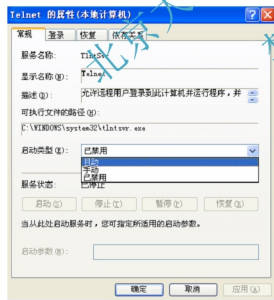 Telnet 的属性(本地计算机)
常规 登录 恢复 依存关系
服务名称: TlntSvr
显示名称(N): Telnet
描述(D): 允许远程用户登录到此计算机并运行程序，并
可执行文件的路径(H):
C:\WINDOWS\system32\tlntsvr.exe
启动类型(E): 已禁用
自动
手动
已禁用
服务状态: 已停止
启动(S) 停止(T) 暂停(P) 恢复(R)
当从此处启动服务时，您可指定所适用的启动参数。
启动参数(M):
确定 取消 应用(A)
北京